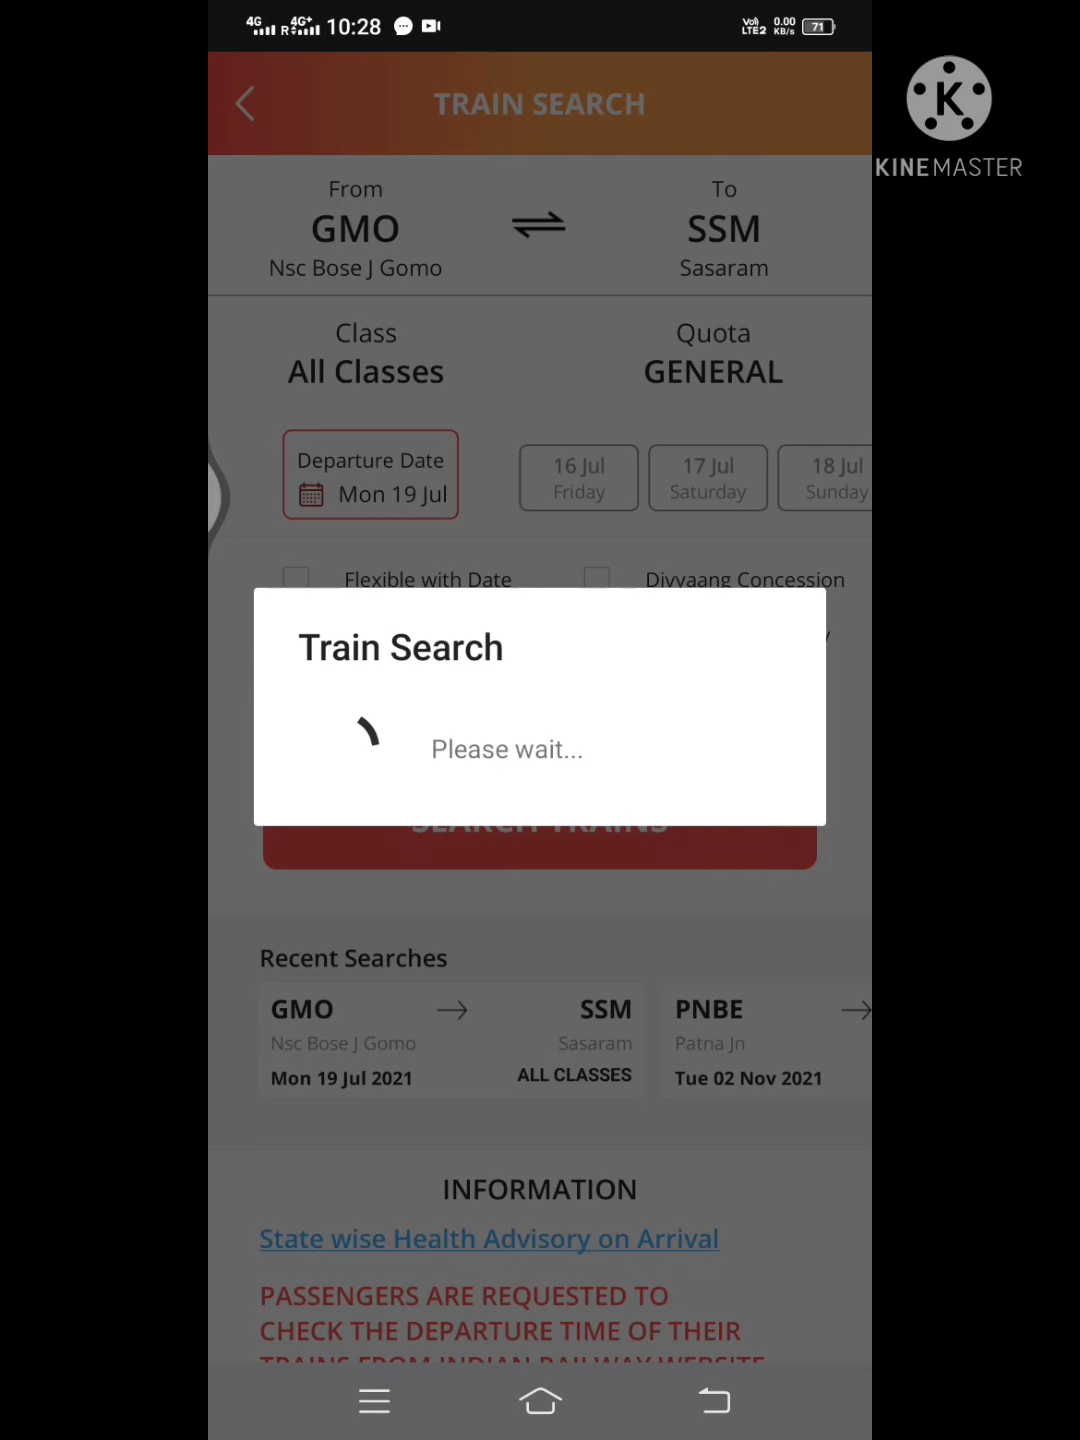 4G R 4G+ 10:28 Vo) LTE2 0.00 KB/s 71
K
KINEMASTER
TRAIN SEARCH
From To
GMO SSM
Nsc Bose J Gomo Sasaram
Class Quota
All Classes GENERAL
Departure Date
Mon 19 Jul
16 Jul 17 Jul 18 Jul
Friday Saturday Sunday
Flexible with Date Divyaang Concession
Train Search
Please wait...
SEARCH TRAINS
Recent Searches
GMO SSM PNBE
Nsc Bose J Gomo Sasaram Patna Jn
Mon 19 Jul 2021 ALL CLASSES Tue 02 Nov 2021
INFORMATION
State wise Health Advisory on Arrival
PASSENGERS ARE REQUESTED TO
CHECK THE DEPARTURE TIME OF THEIR
TRAINS FROM INDIAN RAILWAY WEBSITE